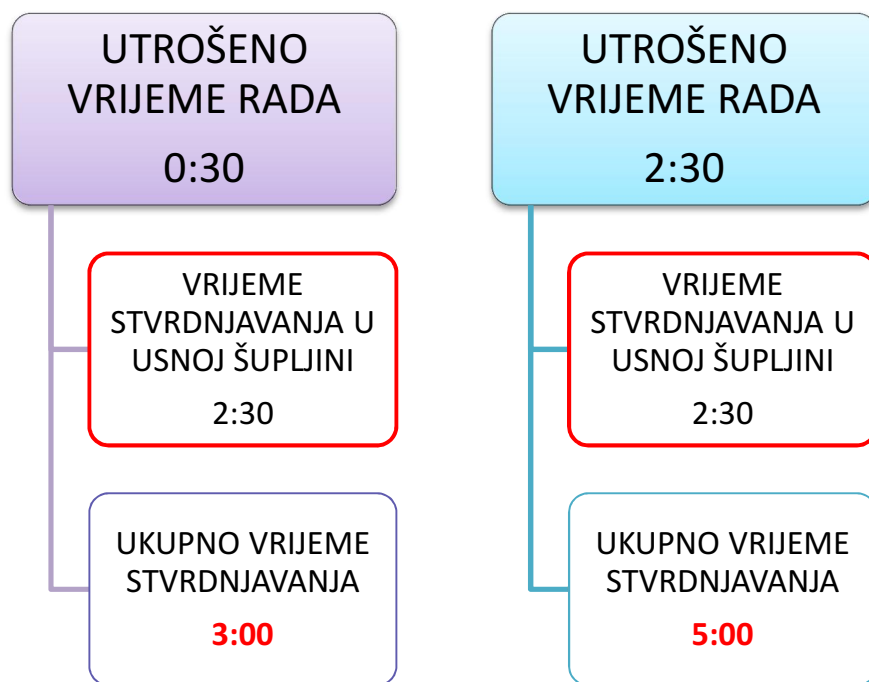 UTROŠENO
VRIJEME RADA
0:30
VRIJEME
STVRDNJAVANJA U
USNOJ ŠUPLJINI
2:30
UKUPNO VRIJEME
STVRDNJAVANJA
3:00
UTROŠENO
VRIJEME RADA
2:30
VRIJEME
STVRDNJAVANJA U
USNOJ ŠUPLJINI
2:30
UKUPNO VRIJEME
STVRDNJAVANJA
5:00